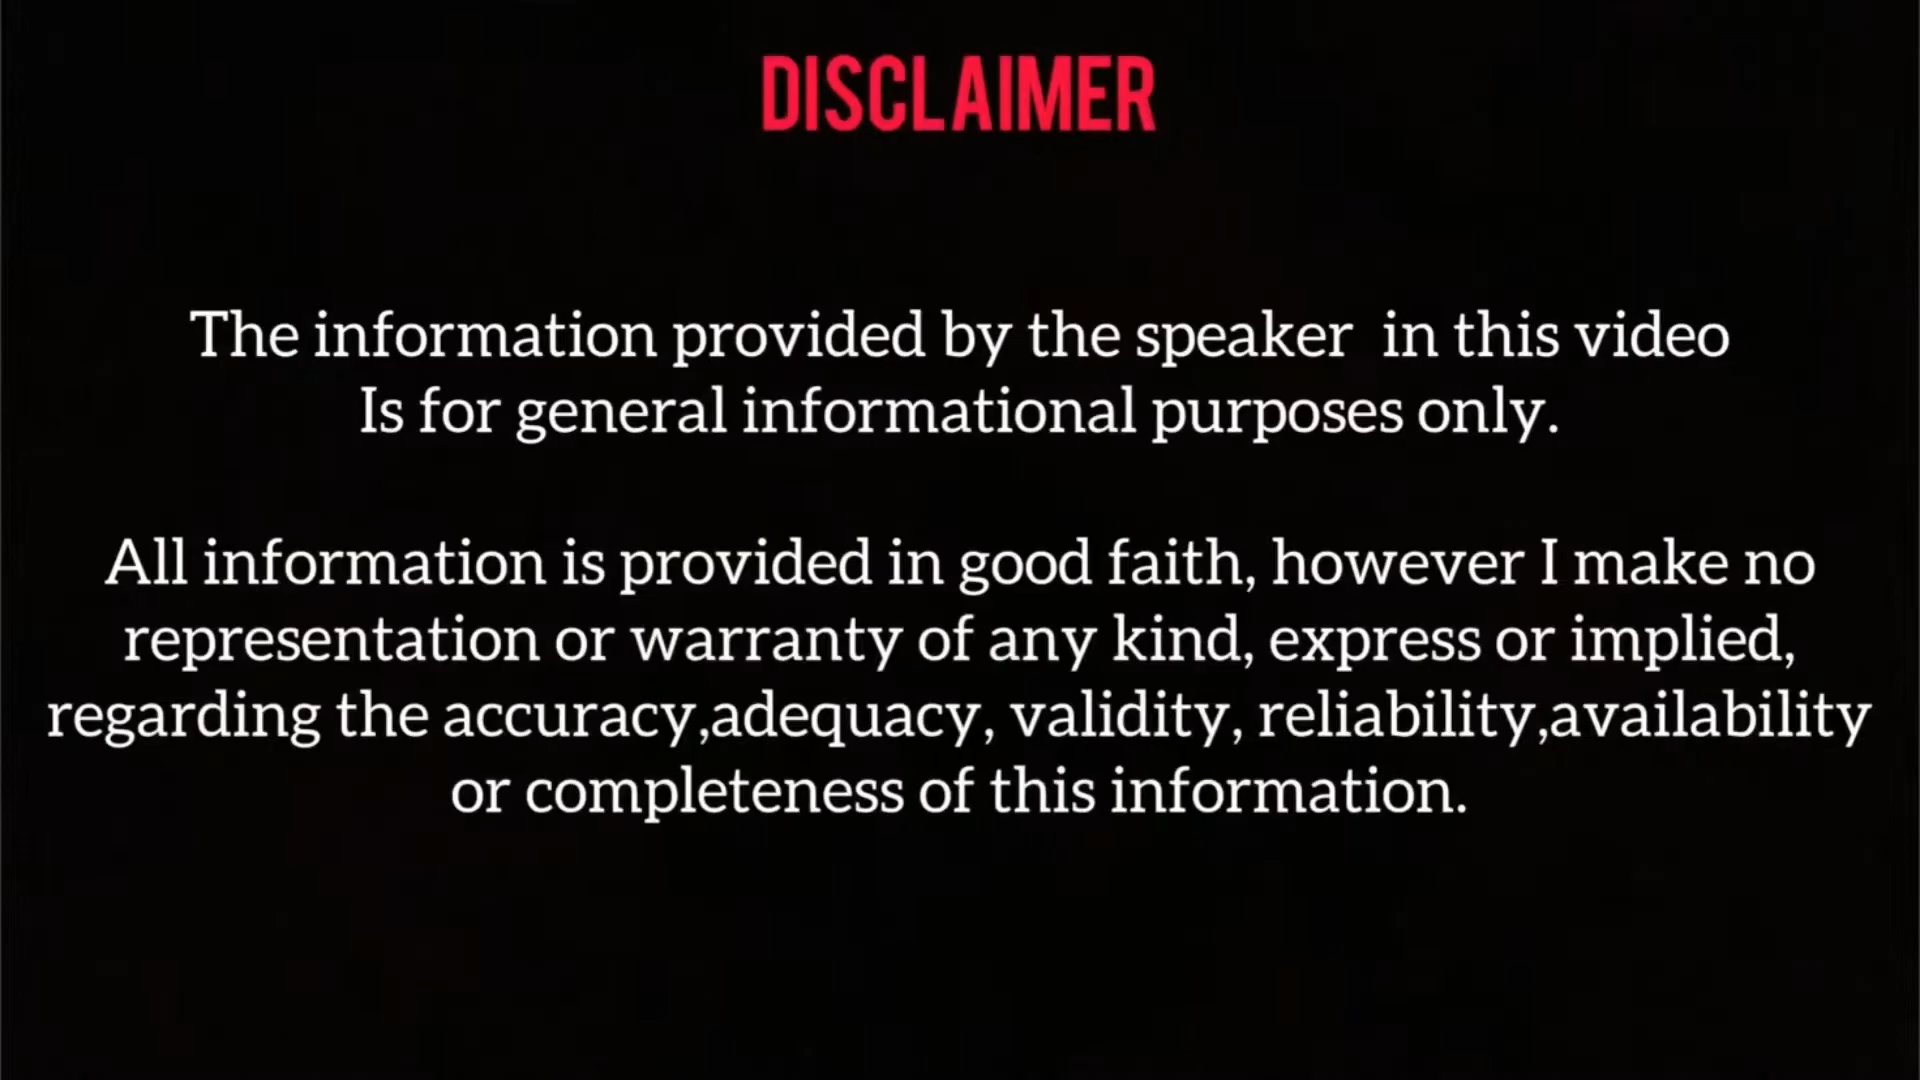 DISCLAIMER
The information provided by the speaker in this video
Is for general informational purposes only.
All information is provided in good faith, however I make no
representation or warranty of any kind, express or implied,
regarding the accuracy,adequacy, validity, reliability,availability
or completeness of this information.